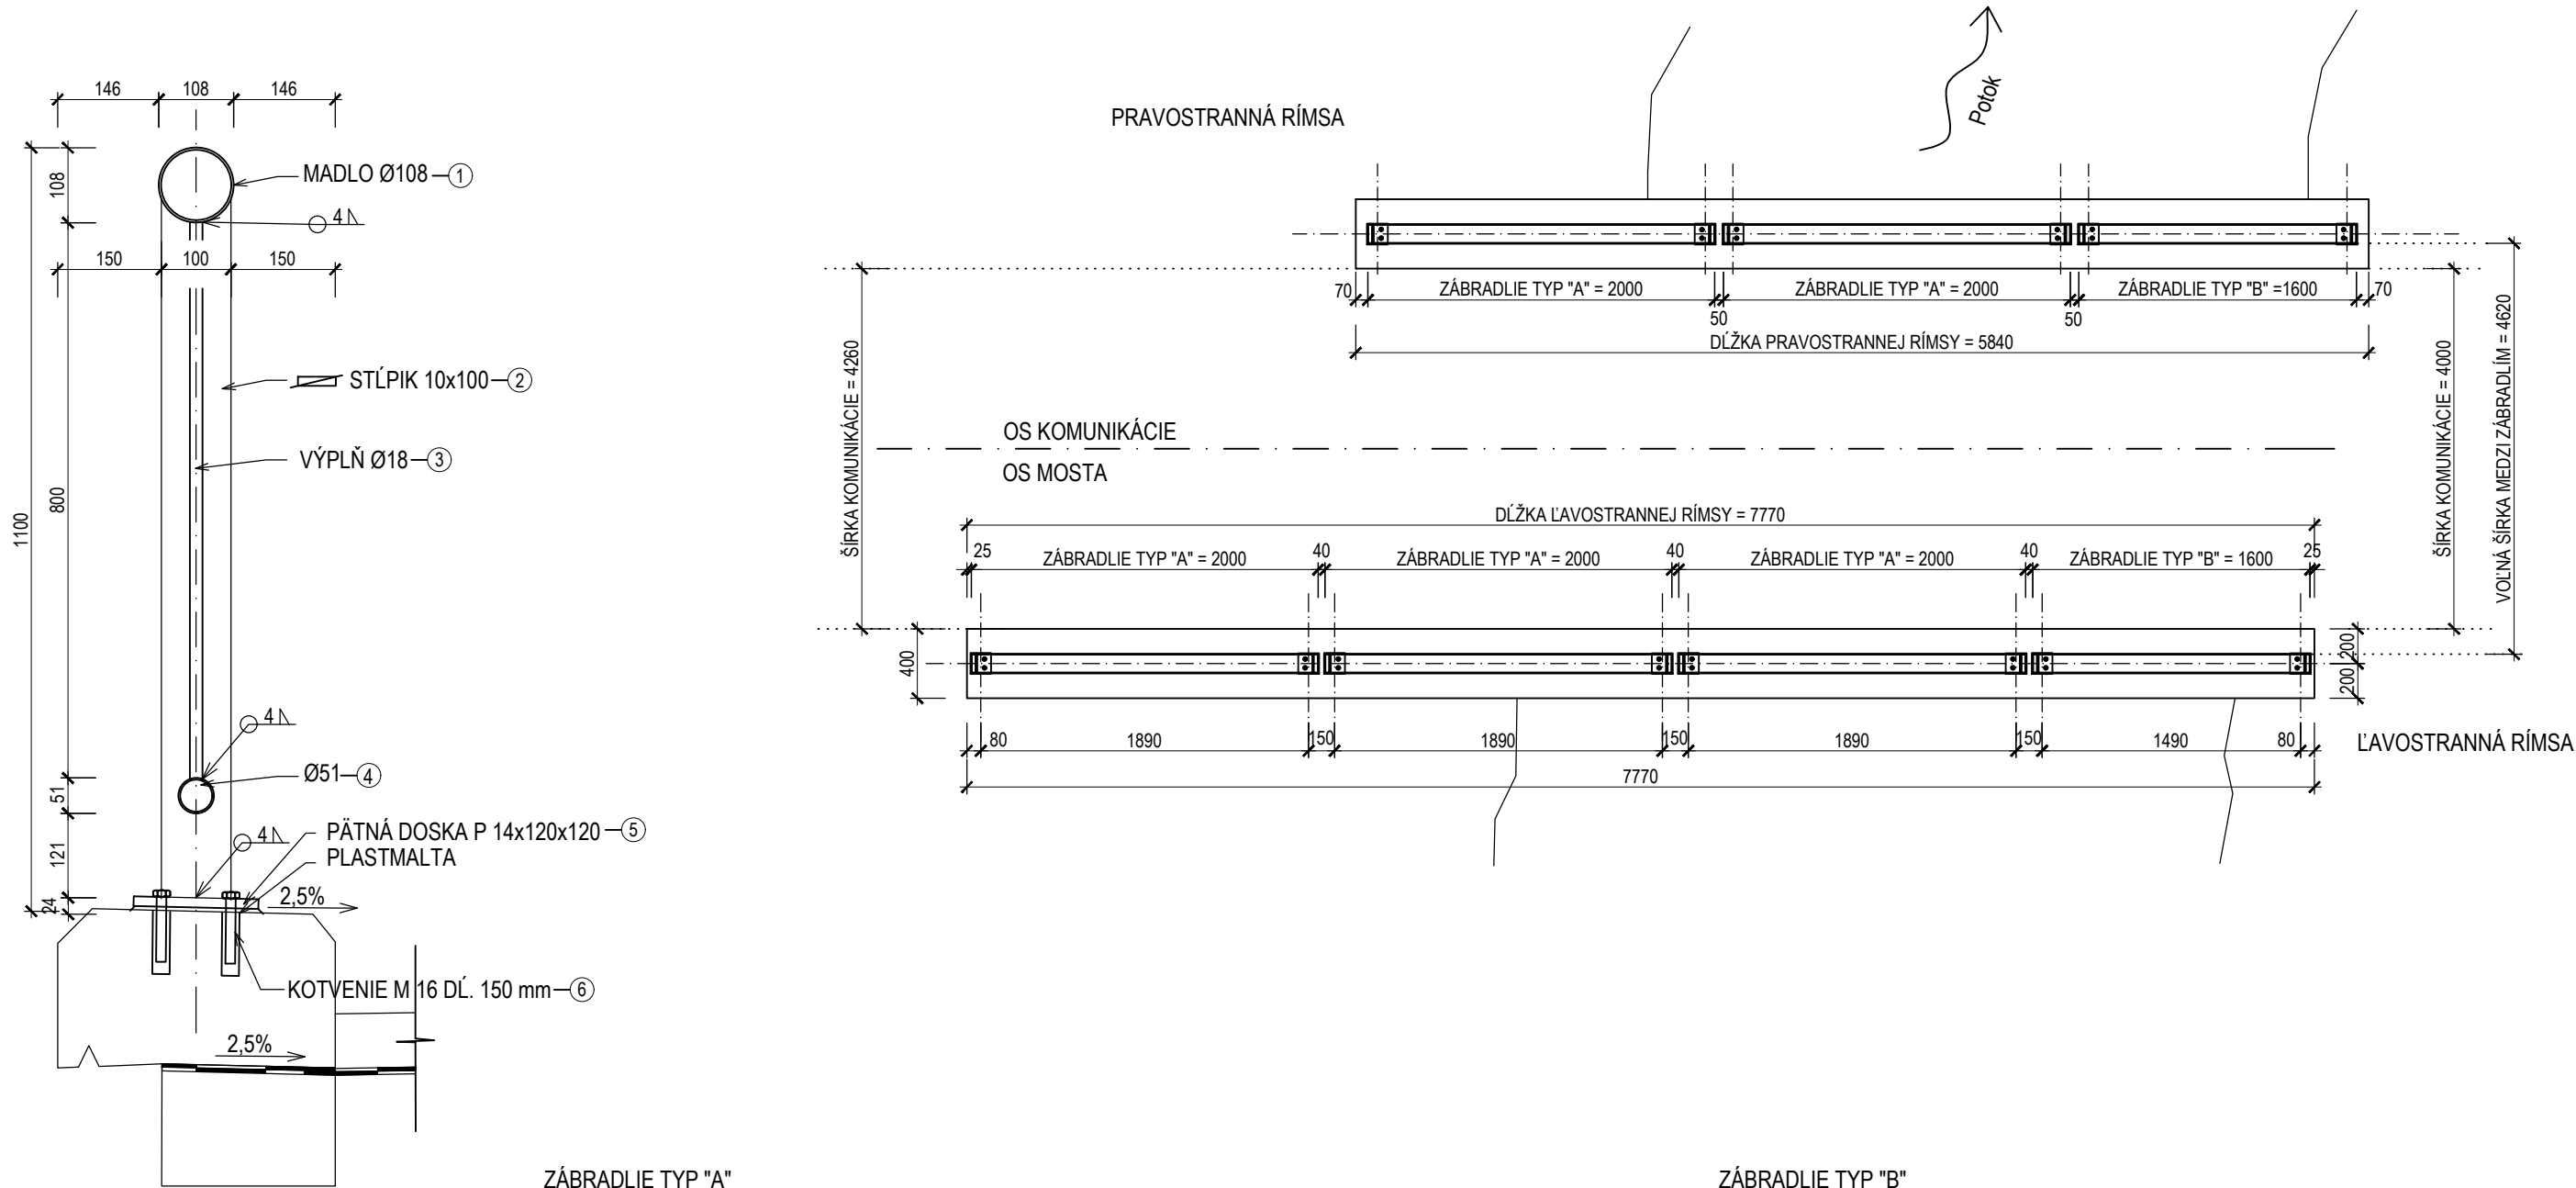 146
108
146
108
MADLO Ø108
1
4
150
100
150
1100
800
STĹPIK 10x100
2
VÝPLŇ Ø18
3
4
Ø51
4
51
4
PÄTNÁ DOSKA P 14x120x120
5
PLASTMALTA
121
24
2,5%
KOTVENIE M 16 DĹ. 150 mm
6
2,5%
PRAVOSTRANNÁ RÍMSA
Potok
70
ZÁBRADLIE TYP "A" = 2000
ZÁBRADLIE TYP "A" = 2000
ZÁBRADLIE TYP "B" =1600
70
50
50
DĹŽKA PRAVOSTRANNEJ RÍMSY = 5840
ŠÍRKA KOMUNIKÁCIE = 4260
ŠÍRKA KOMUNIKÁCIE = 4000
VOĽNÁ ŠÍRKA MEDZI ZÁBRADLÍM = 4620
OS KOMUNIKÁCIE
OS MOSTA
DĹŽKA ĽAVOSTRANNEJ RÍMSY = 7770
25
ZÁBRADLIE TYP "A" = 2000
40
ZÁBRADLIE TYP "A" = 2000
40
ZÁBRADLIE TYP "A" = 2000
40
ZÁBRADLIE TYP "B" = 1600
25
400
200
200
80
1890
150
1890
150
1890
150
1490
80
ĽAVOSTRANNÁ RÍMSA
7770
ZÁBRADLIE TYP "A"
ZÁBRADLIE TYP "B"